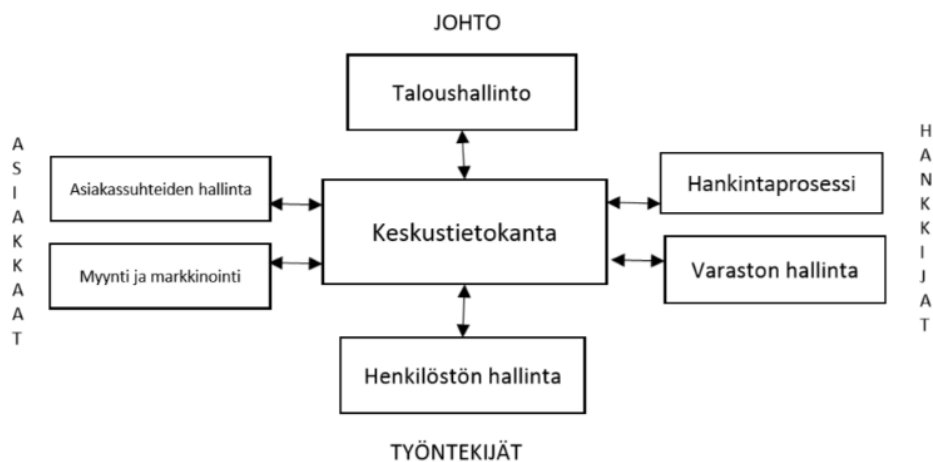 JOHTO
Taloushallinto
ASIAKKAAT
Asiakassuhteiden hallinta
Myynti ja markkinointi
Keskustietokanta
Hankintaprosessi
Varaston hallinta
HANKKIJAT
Henkilöstön hallinta
TYÖNTEKIJÄT